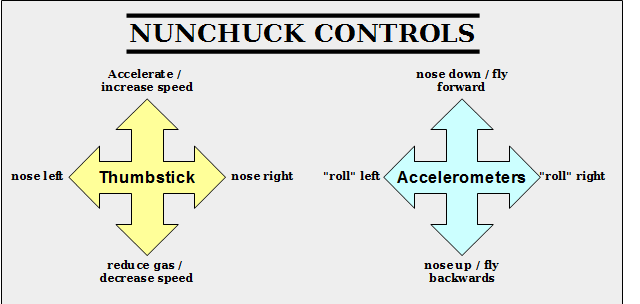 NUNCHUCK CONTROLS
Accelerate /
increase speed
nose left
Thumbstick
nose right
reduce gas /
decrease speed
nose down / fly
forward
"roll" left
Accelerometers
"roll" right
nose up / fly
backwards